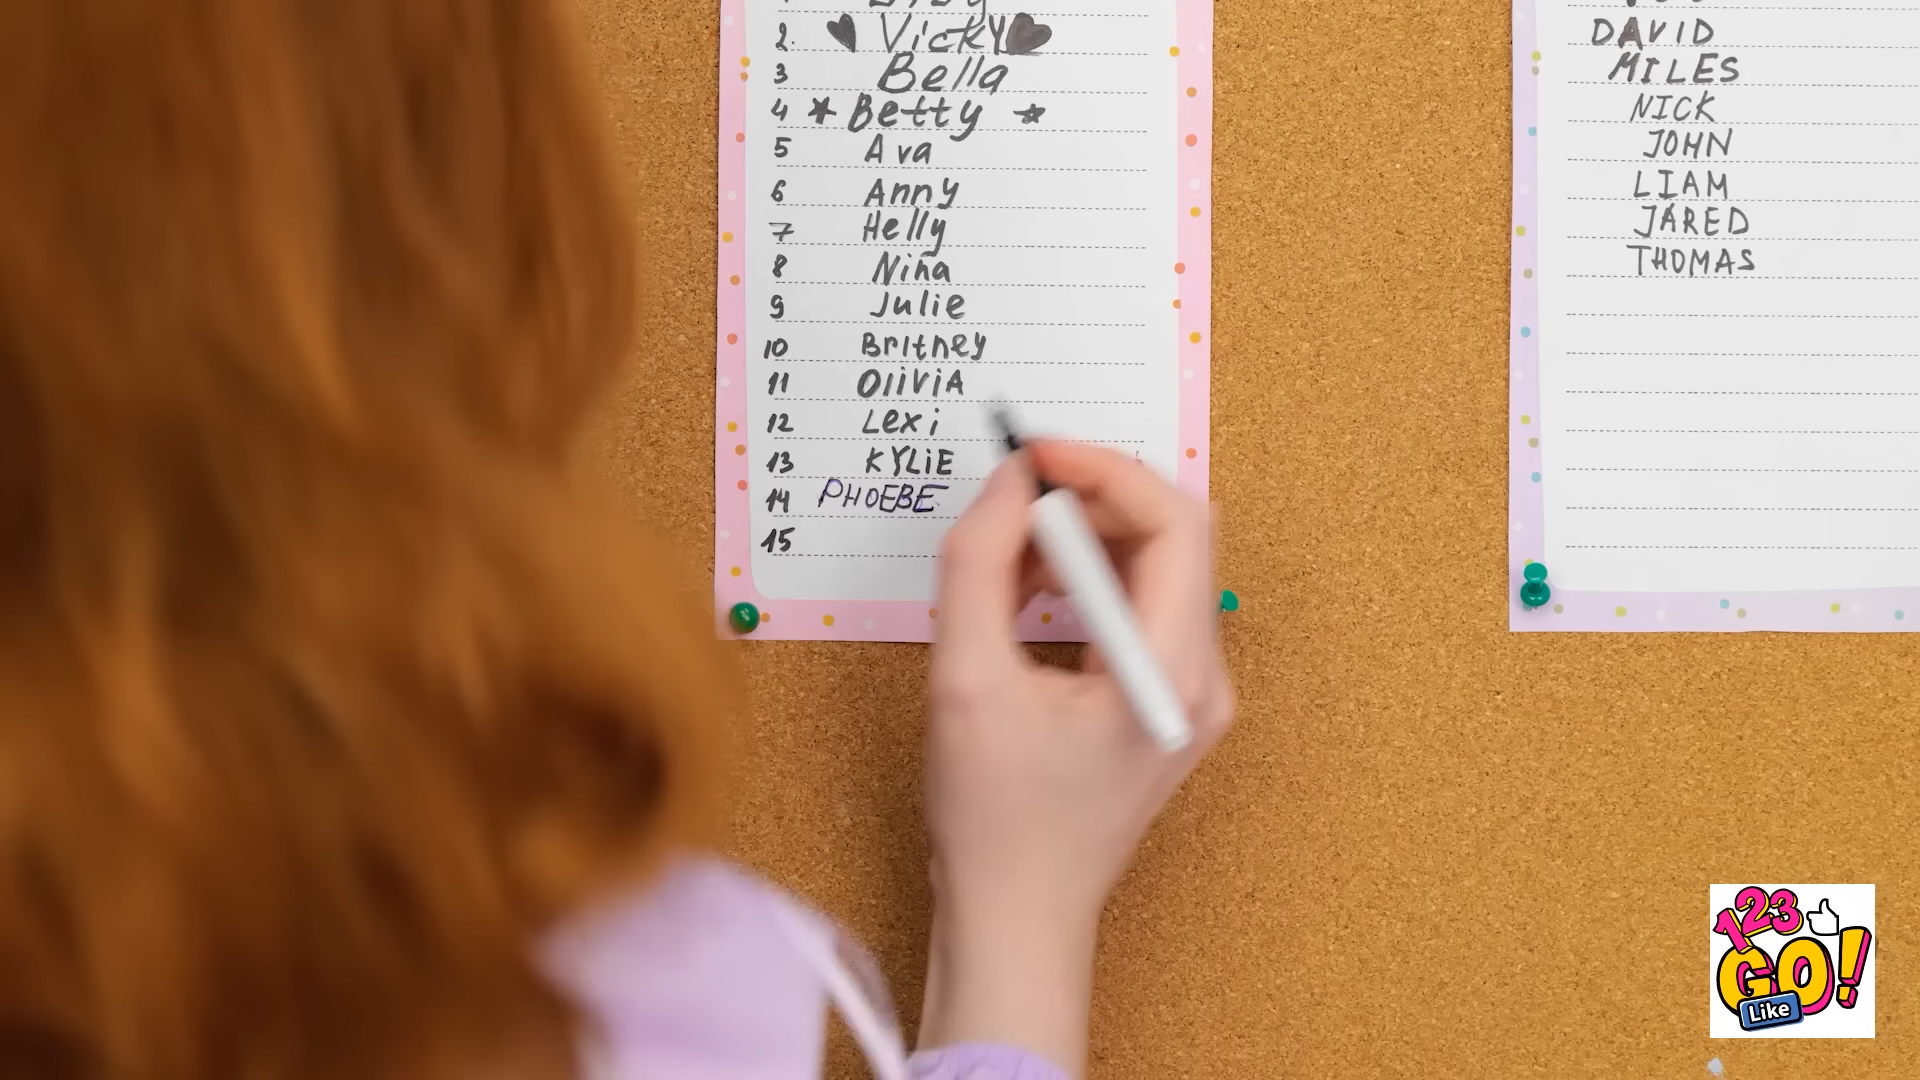 2. Vicky
3 Bella
4 * Betty *
5 Ava
6 Anny
7 Helly
8 Nina
9 Julie
10 Britney
11 OliviA
12 Lexi
13 KYLiE
14 PHOEBE
15
DAVID
MILES
NICK
JOHN
LIAM
JARED
THOMAS
123
GO!
Like